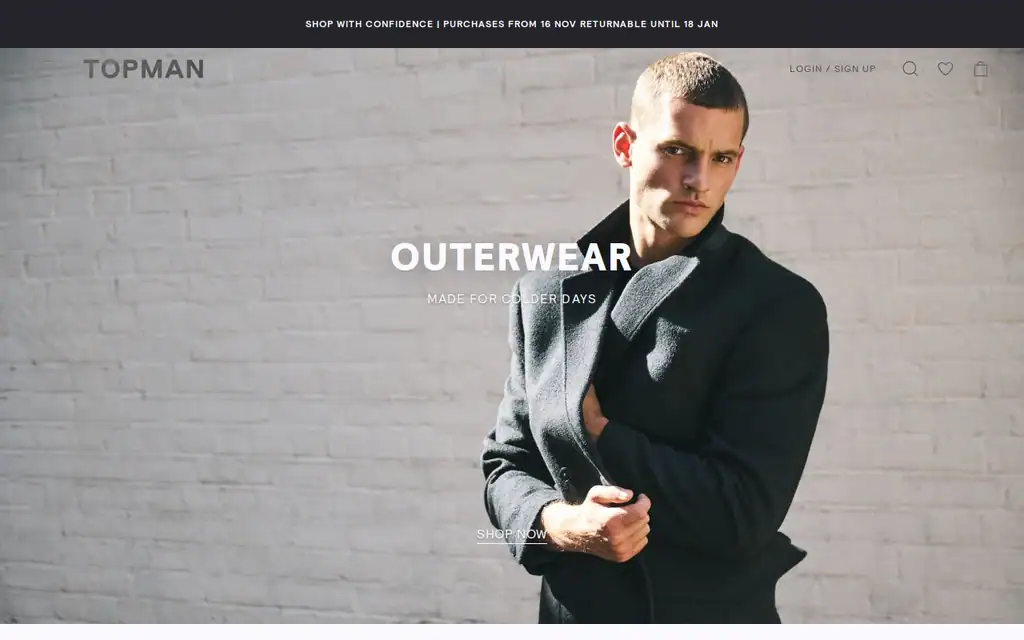 SHOP WITH CONFIDENCE | PURCHASES FROM 16 NOV RETURNABLE UNTIL 18 JAN
TOPMAN
LOGIN / SIGN UP
OUTERWEAR
MADE FOR COLDER DAYS
SHOP NOW